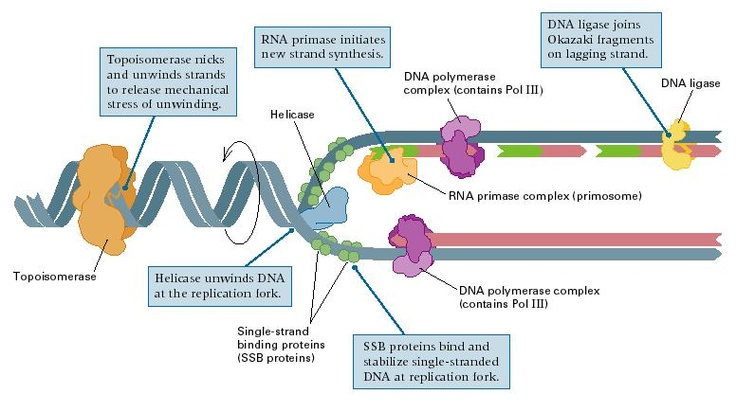 RNA primase initiates
new strand synthesis.
DNA ligase joins
Okazaki fragments
on lagging strand.
Topoisomerase nicks
and unwinds strands
to release mechanical
stress of unwinding.
DNA polymerase
complex (contains Pol III)
DNA ligase
Helicase
RNA primase complex (primosome)
Topoisomerase
Helicase unwinds DNA
at the replication fork.
DNA polymerase complex
(contains Pol III)
Single-strand
binding proteins
(SSB proteins)
SSB proteins bind and
stabilize single-stranded
DNA at replication fork.